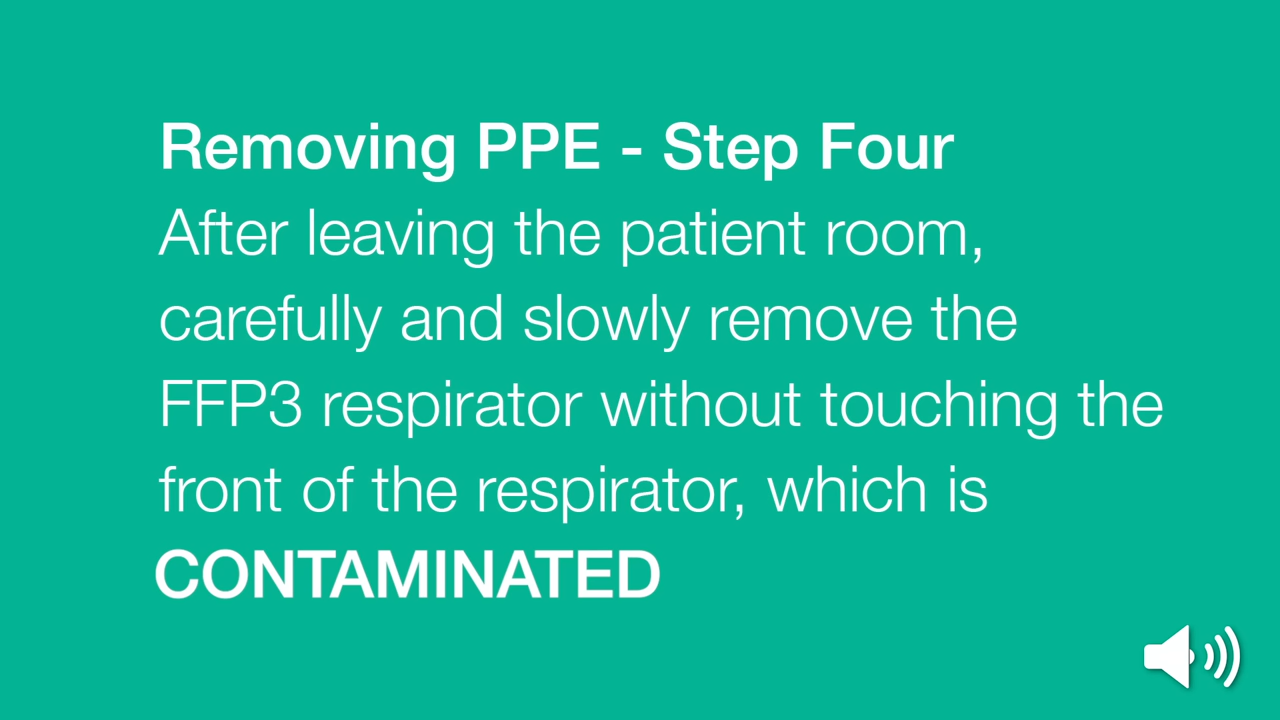 Removing PPE - Step Four
After leaving the patient room,
carefully and slowly remove the
FFP3 respirator without touching the
front of the respirator, which is
CONTAMINATED